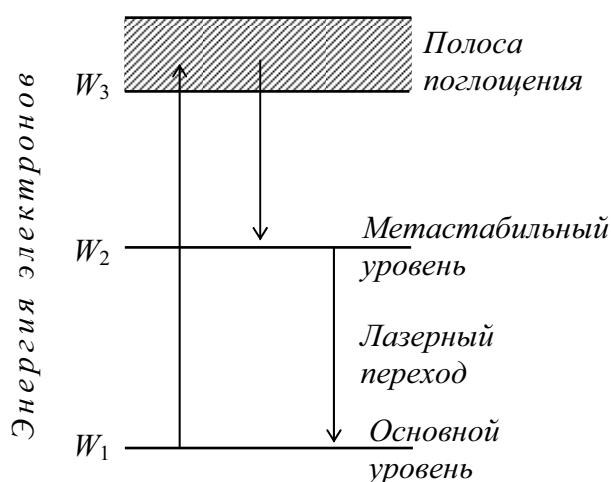 Энергия электронов
W3
Полоса
поглощения
W2
Метастабильный
уровень
Лазерный
переход
W1
Основной
уровень